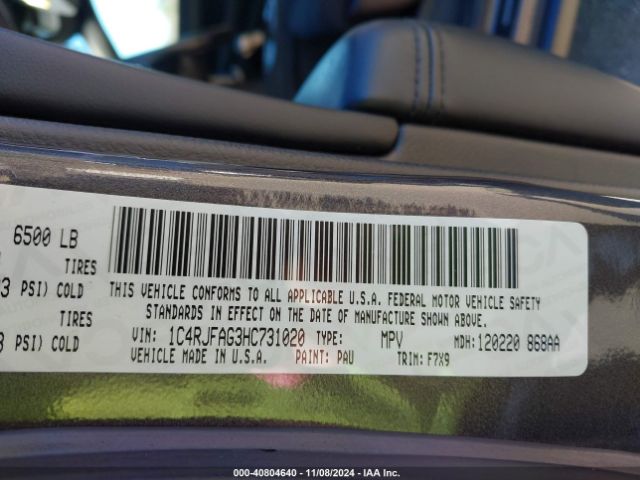 6500 LB
TIRES
PSI) COLD
TIRES
PSI) COLD
THIS VEHICLE CONFORMS TO ALL APPLICABLE U.S.A. FEDERAL MOTOR VEHICLE SAFETY
STANDARDS IN EFFECT ON THE DATE OF MANUFACTURE SHOWN ABOVE.
VIN: 1C4RJFAG3HC731020 TYPE: MPV MDH: 120220 868AA
VEHICLE MADE IN U.S.A. PAINT: PAU TRIM: F7X9
000-40804640 - 11/08/2024 - IAA Inc.